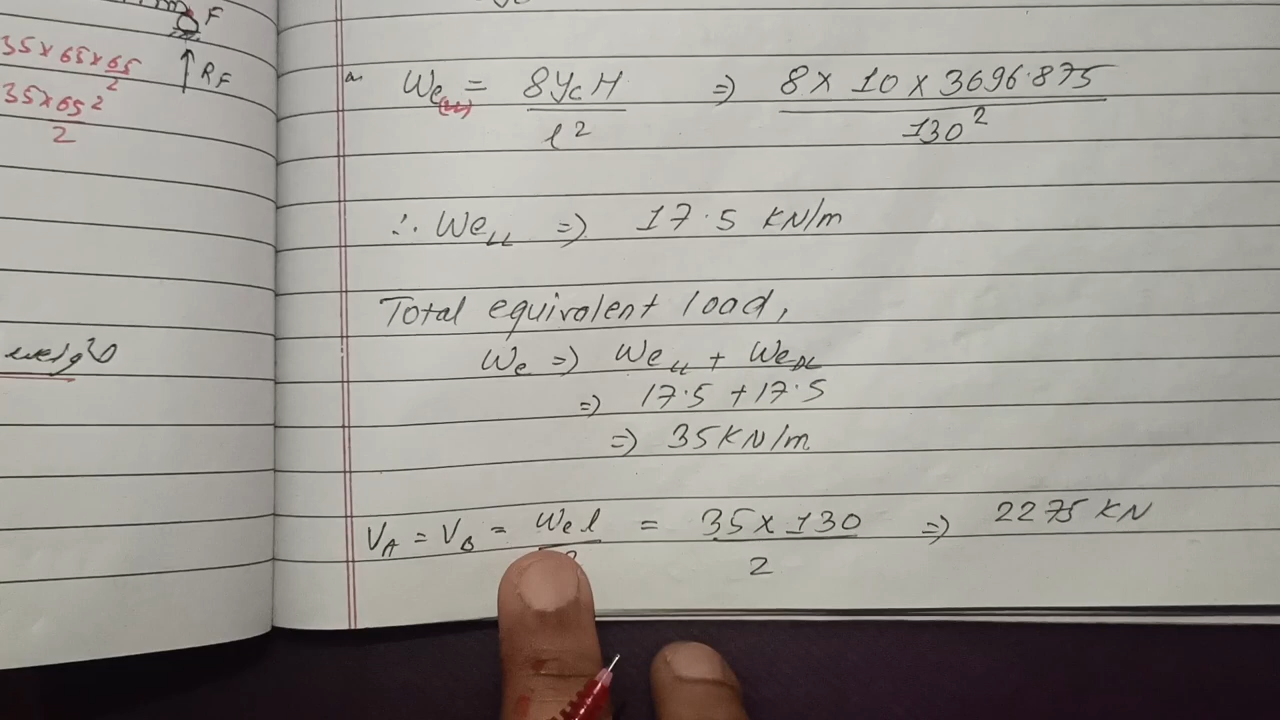 F
35×65×65
2
RF
35×65²
2
weigh
We(LL) = 8ycH / l² => 8× 10 × 3696.875 / 130²
∴ WeLL => 17.5 KN/m
Total equivalent load,
We => WeLL + WeDL
=> 17.5 + 17.5
=> 35 KN/m
VA = VB = Wel / 2 = 35×130 / 2 => 2275 KN